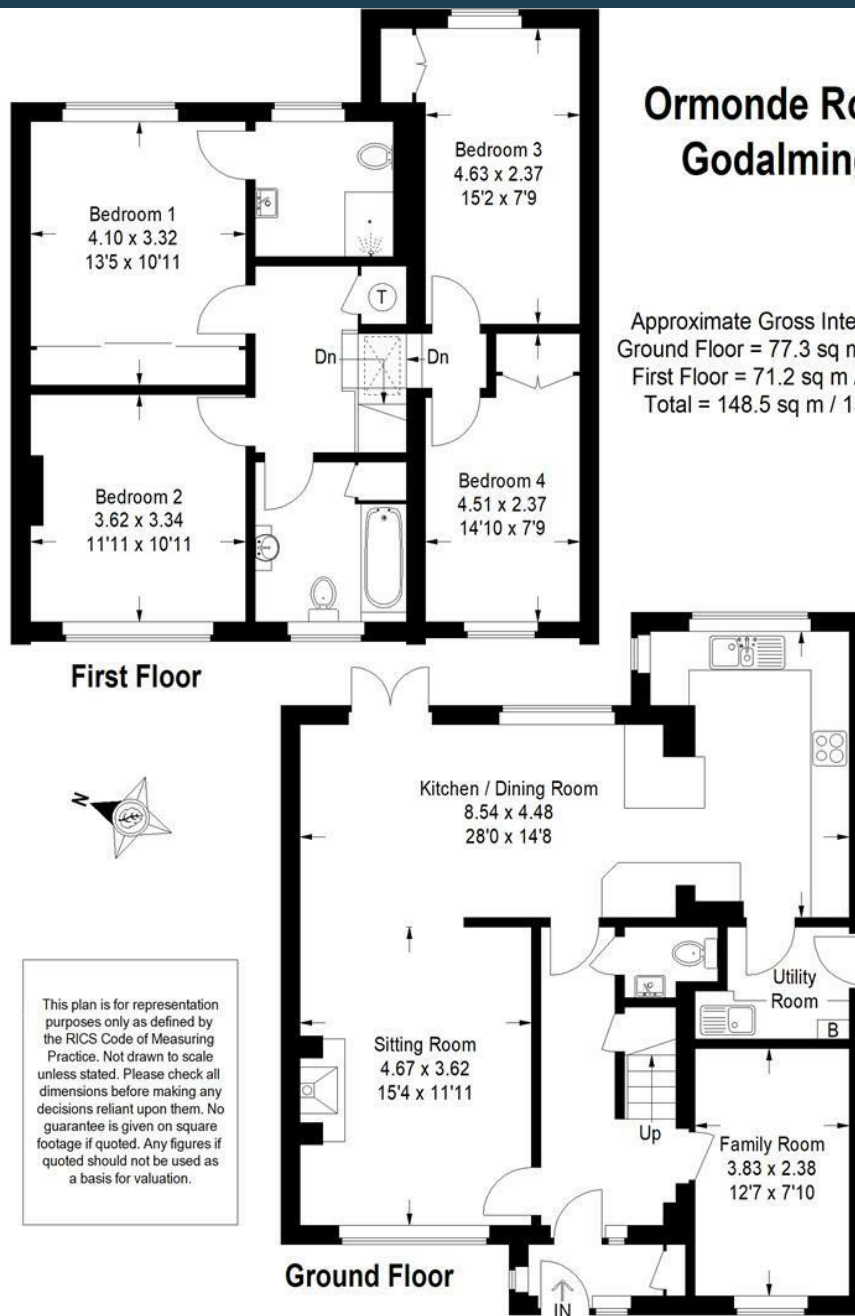 Ormonde
Godalming
Approximate Gross
Ground Floor = 77.3 sq m
First Floor = 71.2 sq m
Total = 148.5 sq m /
Bedroom 1
4.10 x 3.32
13'5 x 10'11
Bedroom 3
4.63 x 2.37
15'2 x 7'9
T
Dn
Dn
Bedroom 2
3.62 x 3.34
11'11 x 10'11
Bedroom 4
4.51 x 2.37
14'10 x 7'9
First Floor
N
Kitchen / Dining Room
8.54 x 4.48
28'0 x 14'8
Utility
Room
B
Sitting Room
4.67 x 3.62
15'4 x 11'11
Up
Family Room
3.83 x 2.38
12'7 x 7'10
Ground Floor
IN
This plan is for representation
purposes only as defined by
the RICS Code of Measuring
Practice. Not drawn to scale
unless stated. Please check all
dimensions before making any
decisions reliant upon them. No
guarantee is given on square
footage if quoted. Any figures if
quoted should not be used as
a basis for valuation.